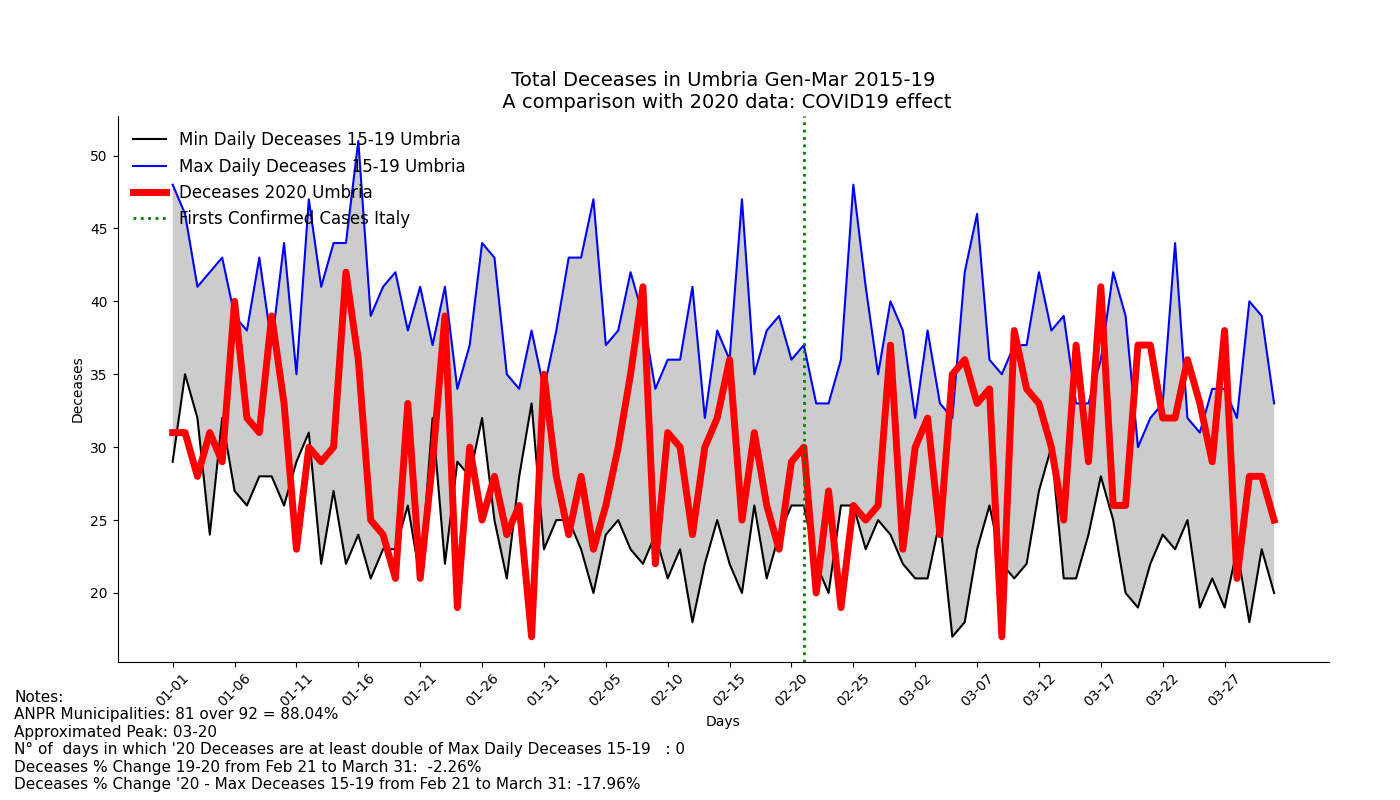 Total Deceases in Umbria Gen-Mar 2015-19
A comparison with 2020 data: COVID19 effect
Min Daily Deceases 15-19 Umbria
Max Daily Deceases 15-19 Umbria
Deceases 2020 Umbria
Firsts Confirmed Cases Italy
50
45
40
35
30
25
20
Deceases
01-01
01-06
01-11
01-16
01-21
01-26
01-31
02-05
02-10
02-15
02-20
02-25
03-02
03-07
03-12
03-17
03-22
03-27
Days
Notes:
ANPR Municipalities: 81 over 92 = 88.04%
Approximated Peak: 03-20
N° of  days in which '20 Deceases are at least double of Max Daily Deceases 15-19   : 0
Deceases % Change 19-20 from Feb 21 to March 31:  -2.26%
Deceases % Change '20 - Max Deceases 15-19 from Feb 21 to March 31: -17.96%